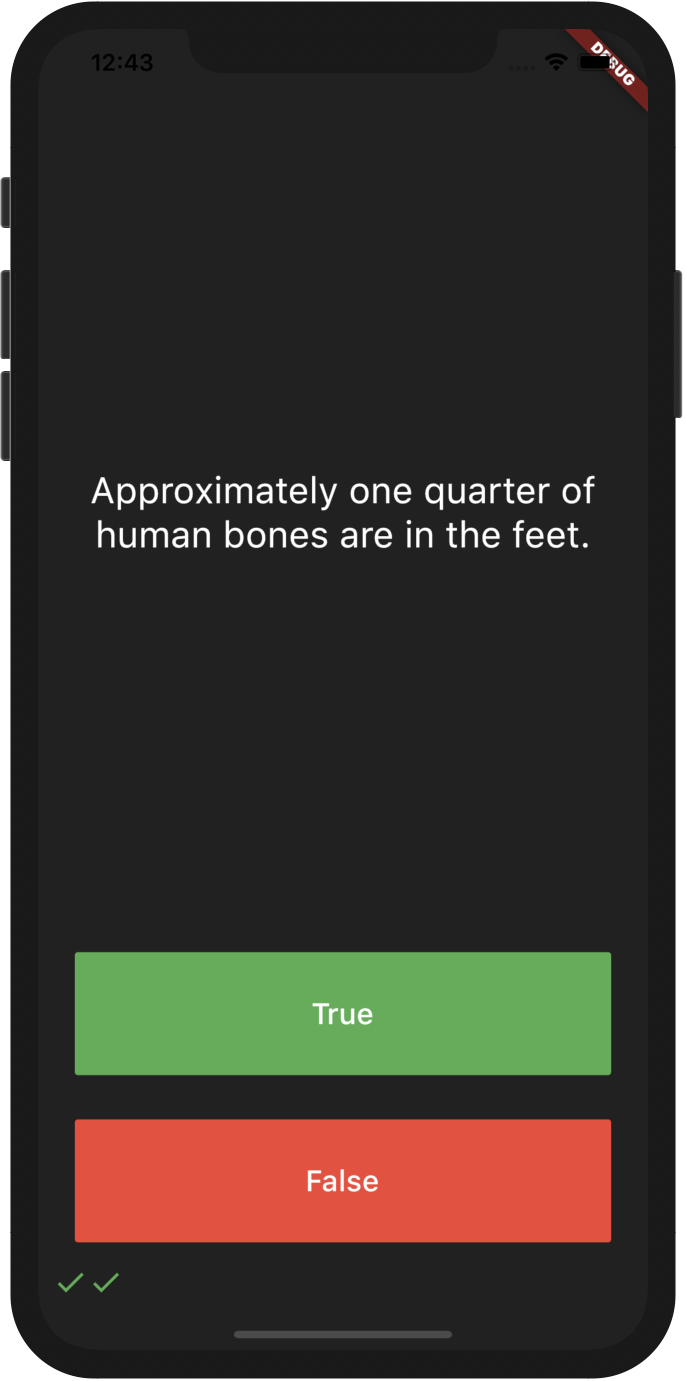 12:43
DEBUG
Approximately one quarter of
human bones are in the feet.
True
False